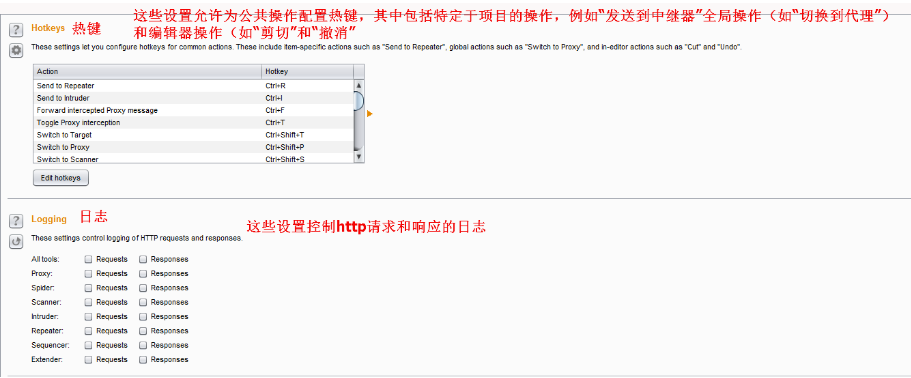 这些设置允许为公共操作配置热键，其中包括特定于项目的操作，例如“发送到中继器”全局操作（如“切换到代理”）
和编辑器操作（如“剪切”和“撤消”
? Hotkeys 热键
These settings let you configure hotkeys for common actions. These include item-specific actions such as "Send to Repeater", global actions such as "Switch to Proxy", and in-editor actions such as "Cut" and "Undo".
Action Hotkey
Send to Repeater Ctrl+R
Send to Intruder Ctrl+I
Forward intercepted Proxy message Ctrl+F
Toggle Proxy interception Ctrl+T
Switch to Target Ctrl+Shift+T
Switch to Proxy Ctrl+Shift+P
Switch to Scanner Ctrl+Shift+S
Edit hotkeys
? Logging 日志
这些设置控制http请求和响应的日志
These settings control logging of HTTP requests and responses.
All tools: Requests Responses
Proxy: Requests Responses
Spider: Requests Responses
Scanner: Requests Responses
Intruder: Requests Responses
Repeater: Requests Responses
Sequencer: Requests Responses
Extender: Requests Responses